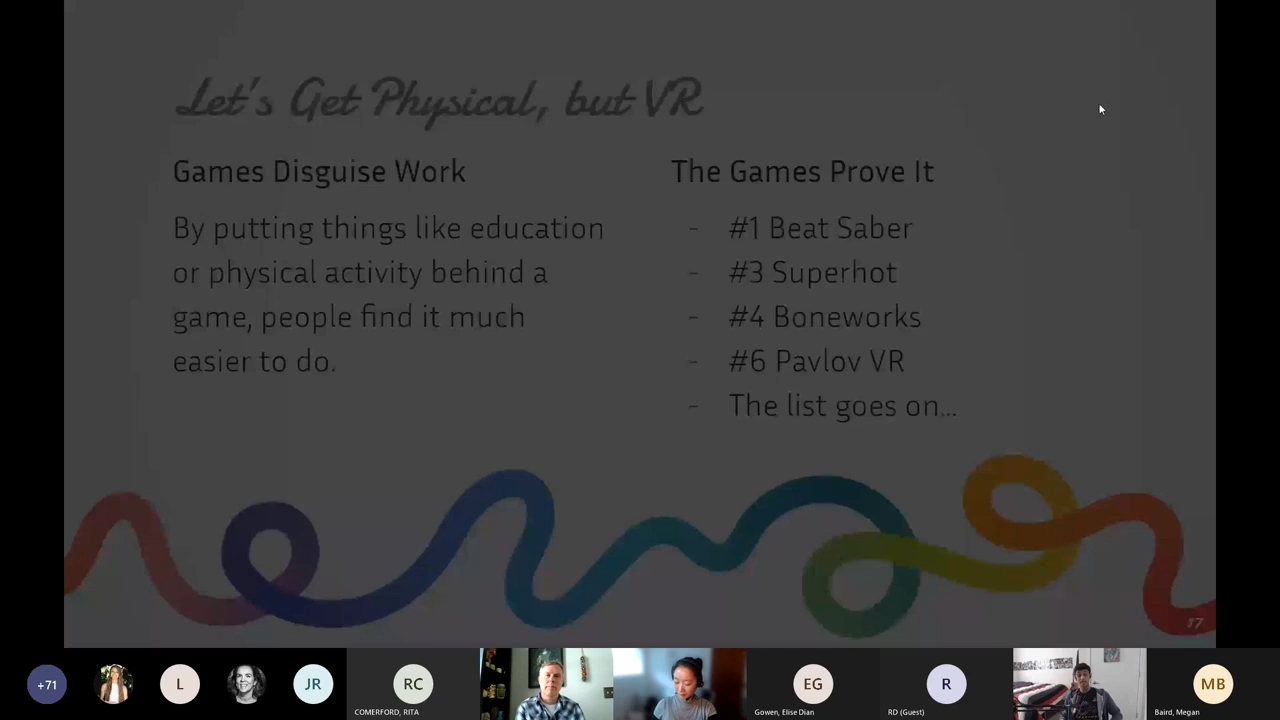 Let's Get Physical, but VR
Games Disguise Work
By putting things like education
or physical activity behind a
game, people find it much
easier to do.
The Games Prove It
- #1 Beat Saber
- #3 Superhot
- #4 Boneworks
- #6 Pavlov VR
- The list goes on...
17
+71
L
JR
RC
COMERFORD, RITA
EG
Gowen, Elise Dian
R
RD (Guest)
MB
Baird, Megan